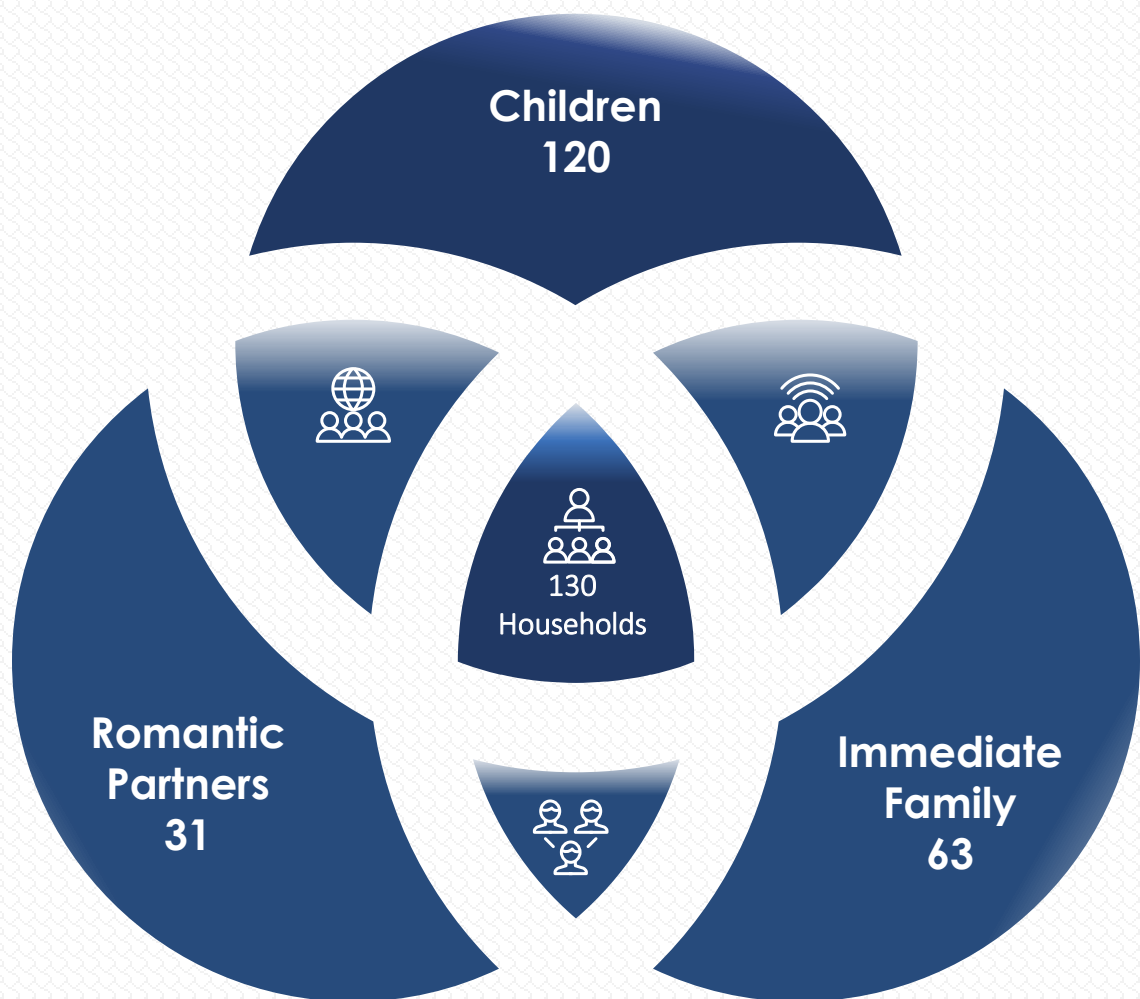 Children
120
130
Households
Romantic
Partners
31
Immediate
Family
63